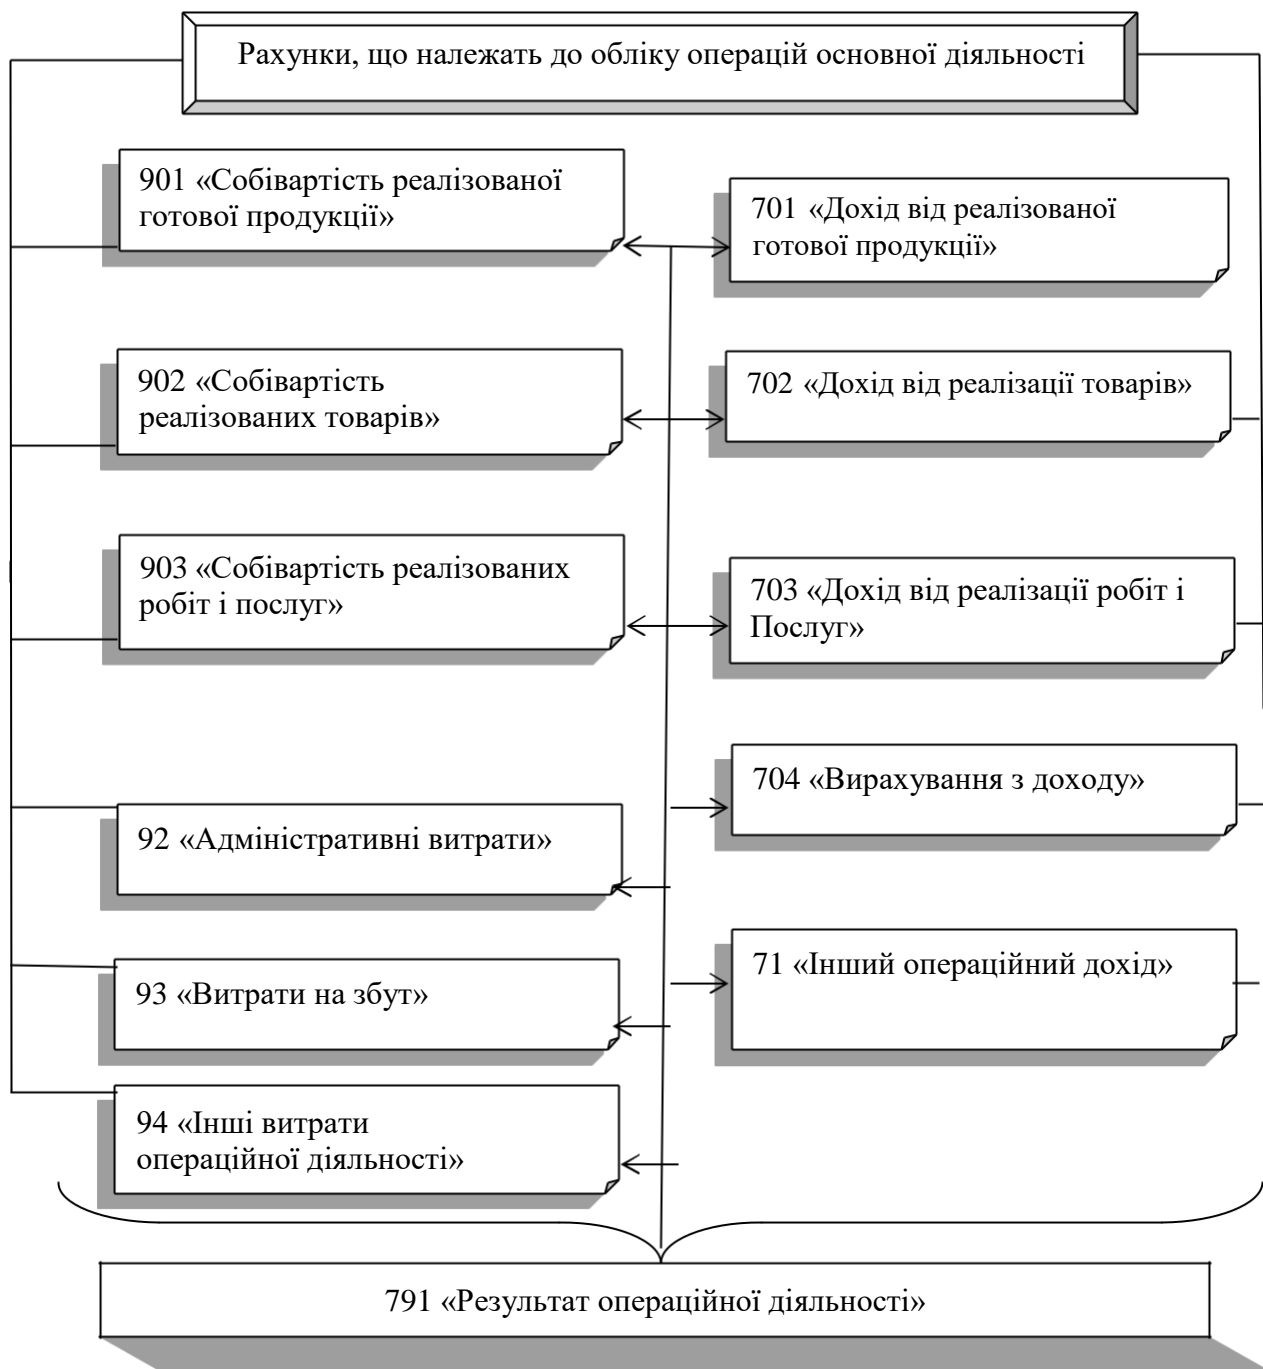 Рахунки, що належать до обліку операцій основної діяльності
901 «Собівартість реалізованої
готової продукції»
701 «Дохід від реалізованої
готової продукції»
902 «Собівартість
реалізованих товарів»
702 «Дохід від реалізації товарів»
903 «Собівартість реалізованих
робіт і послуг»
703 «Дохід від реалізації робіт і
Послуг»
704 «Вирахування з доходу»
92 «Адміністративні витрати»
71 «Інший операційний дохід»
93 «Витрати на збут»
94 «Інші витрати
операційної діяльності»
791 «Результат операційної діяльності»